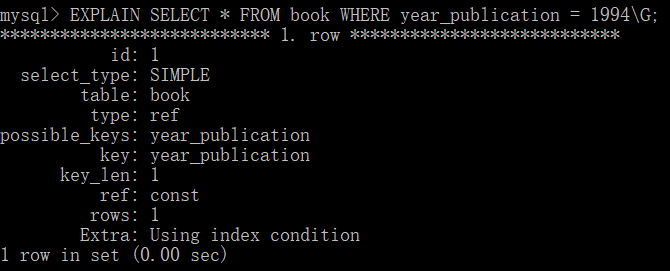 mysql> EXPLAIN SELECT * FROM book WHERE year_publication = 1994\G;
*************************** 1. row ***************************
id: 1
select_type: SIMPLE
table: book
type: ref
possible_keys: year_publication
key: year_publication
key_len: 1
ref: const
rows: 1
Extra: Using index condition
1 row in set (0.00 sec)